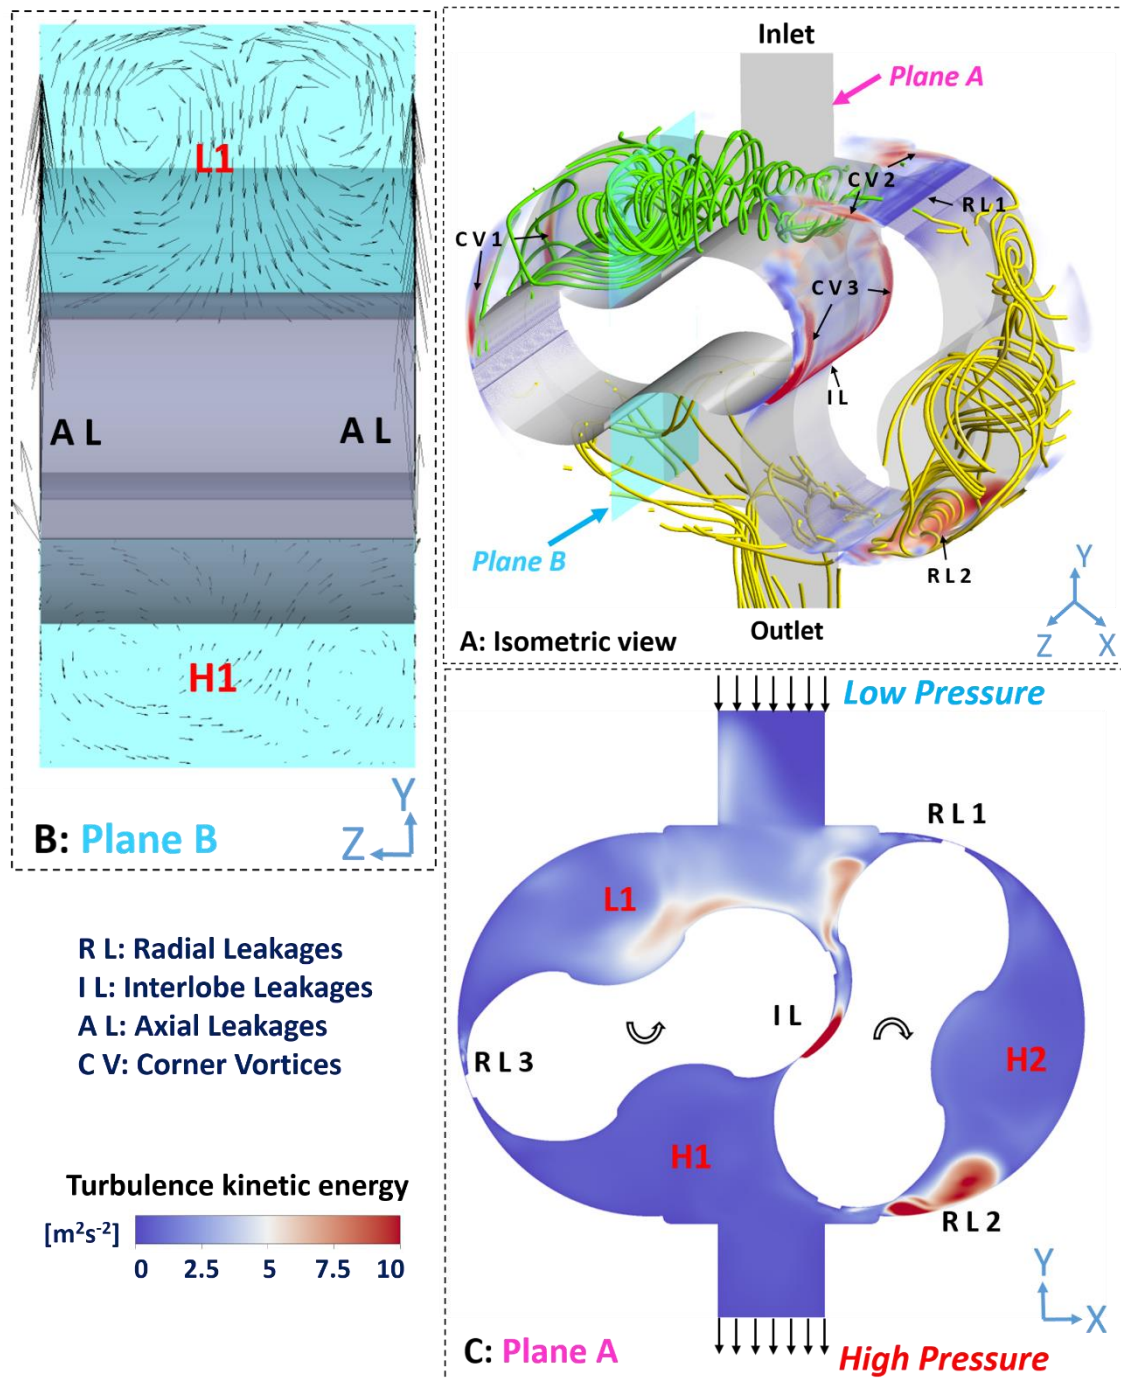 L1
A L
A L
H1
Y
Z
B: Plane B
Inlet
Plane A
C V 2
R L 1
C V 1
C V 3
I L
R L 2
Plane B
A: Isometric view
Outlet
Y
Z
X
Low Pressure
R L 1
L1
I L
R L 3
H2
H1
R L 2
Y
X
C: Plane A
High Pressure
R L: Radial Leakages
I L: Interlobe Leakages
A L: Axial Leakages
C V: Corner Vortices
Turbulence kinetic energy
[m²s⁻²]
0 2.5 5 7.5 10